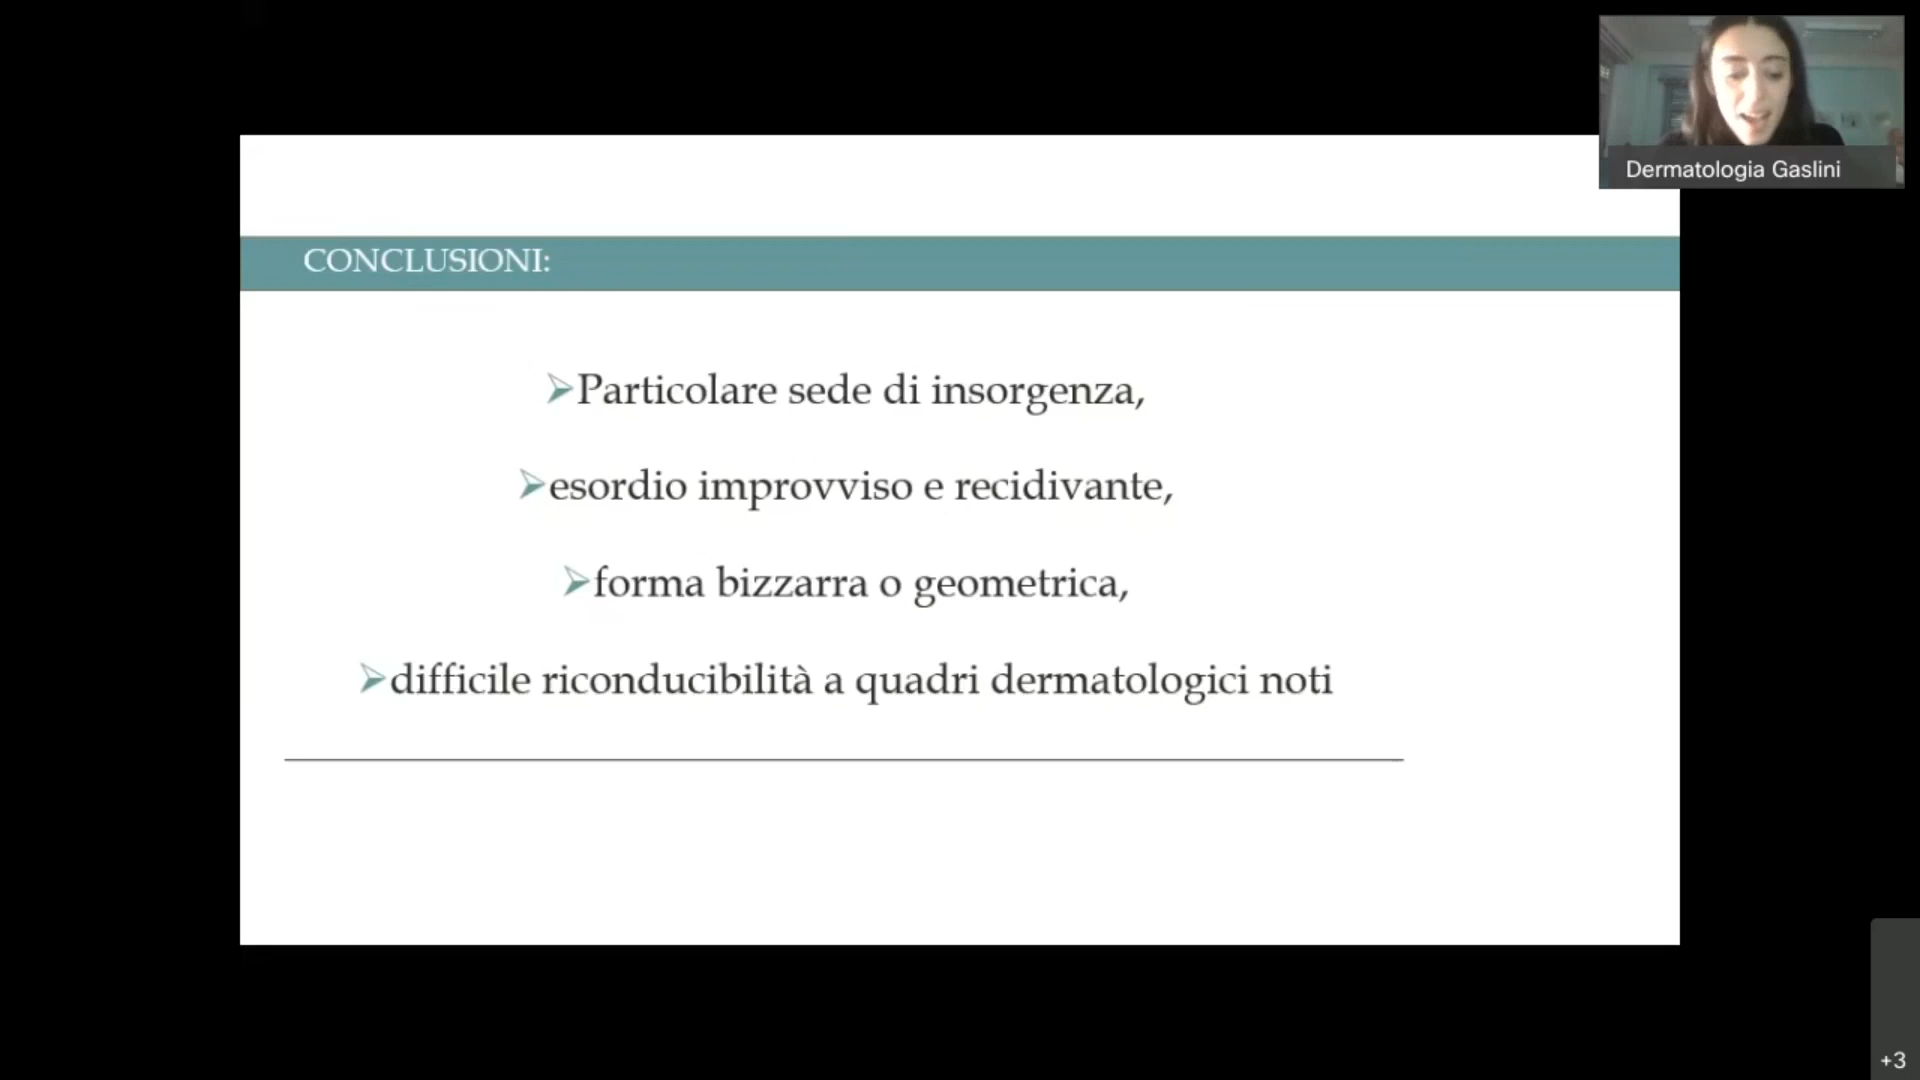 Dermatologia Gaslini
CONCLUSIONI:
➢Particolare sede di insorgenza,
➢esordio improvviso e recidivante,
➢forma bizzarra o geometrica,
➢difficile riconducibilità a quadri dermatologici noti
+3